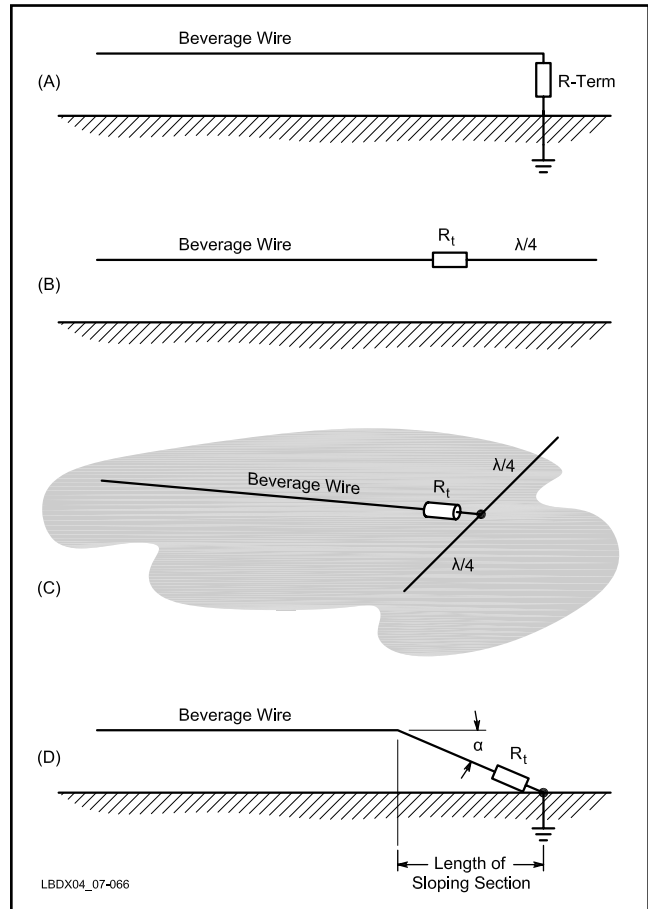 Beverage Wire
(A)
R-Term
Beverage Wire
Rt
λ/4
(B)
Beverage Wire
Rt
λ/4
λ/4
(C)
Beverage Wire
(D)
α
Rt
Length of
Sloping Section
LBDX04_07-066